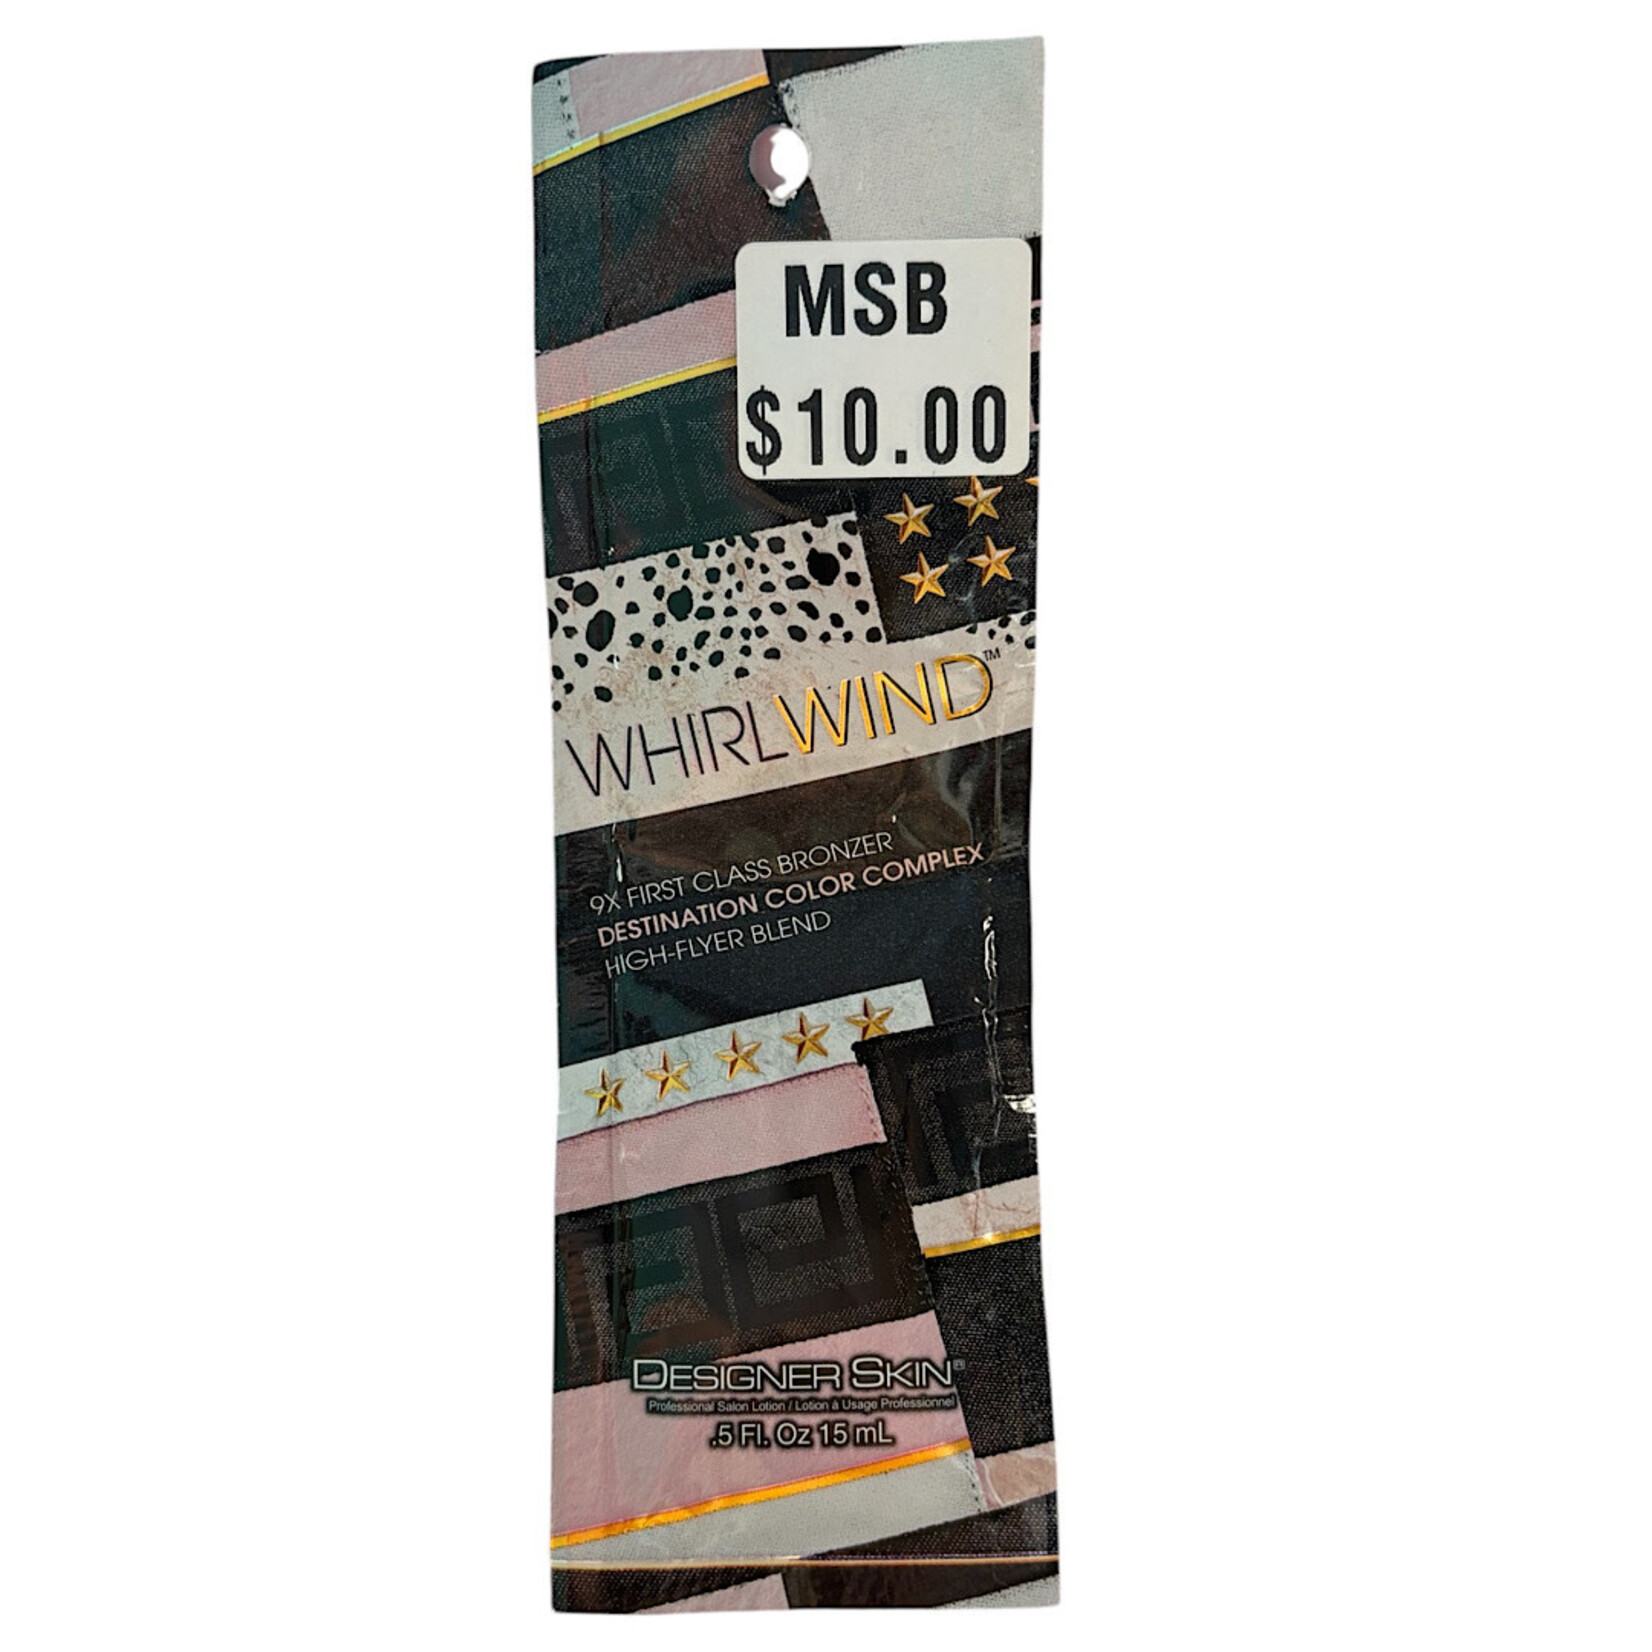 MSB
$10.00
WHIRLWIND™
9X FIRST CLASS BRONZER
DESTINATION COLOR COMPLEX
HIGH-FLYER BLEND
DESIGNER SKIN®
Professional Salon Lotion / Lotion à Usage Professionnel
.5 Fl. Oz 15 mL